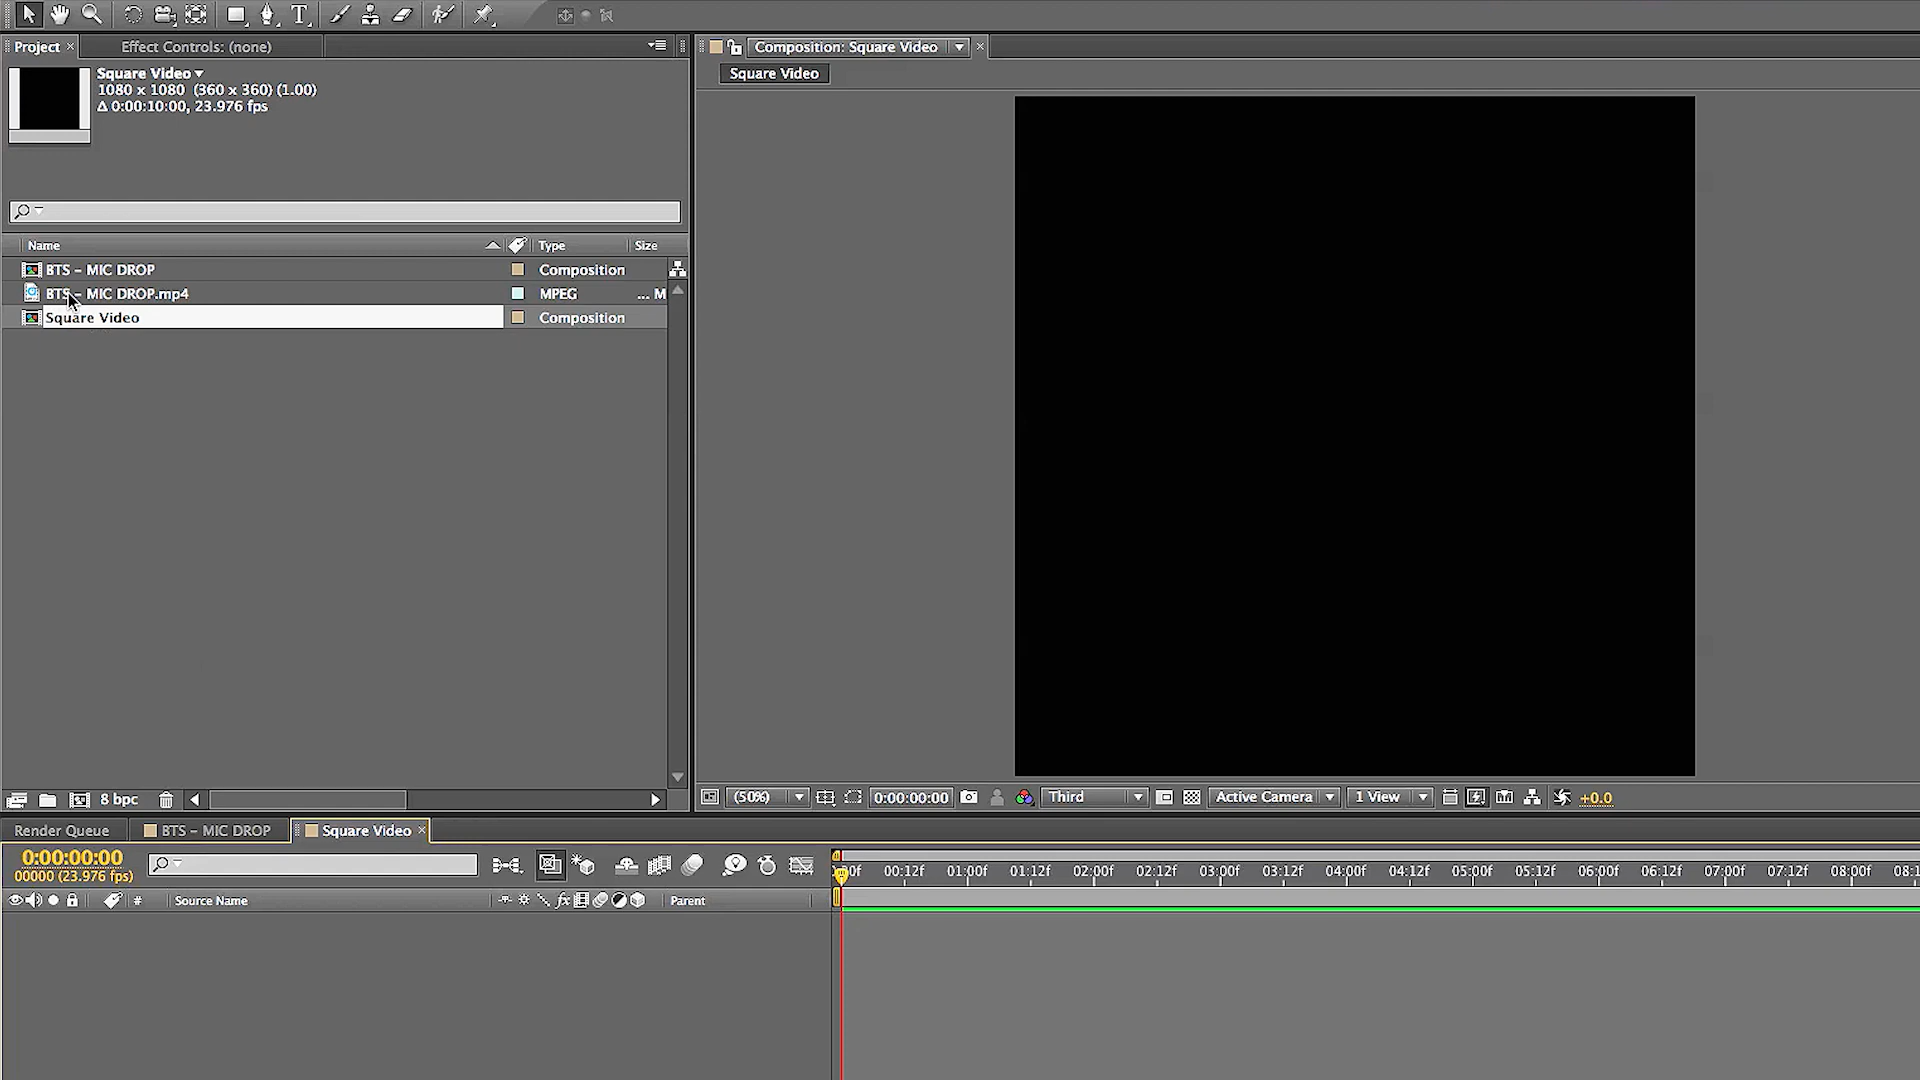 Project
Effect Controls: (none)
Square Video
1080 x 1080 (360 x 360) (1.00)
Δ 0:00:10:00, 23.976 fps
Name
Type
Size
BTS – MIC DROP
Composition
BTS – MIC DROP.mp4
MPEG
... M
Square Video
Composition
8 bpc
Composition: Square Video
Square Video
(50%)
0:00:00:00
Third
Active Camera
1 View
+0.0
Render Queue
BTS – MIC DROP
Square Video
0:00:00:00
00000 (23.976 fps)
#
Source Name
fx
Parent
00:12f 01:00f 01:12f 02:00f 02:12f 03:00f 03:12f 04:00f 04:12f 05:00f 05:12f 06:00f 06:12f 07:00f 07:12f 08:00f